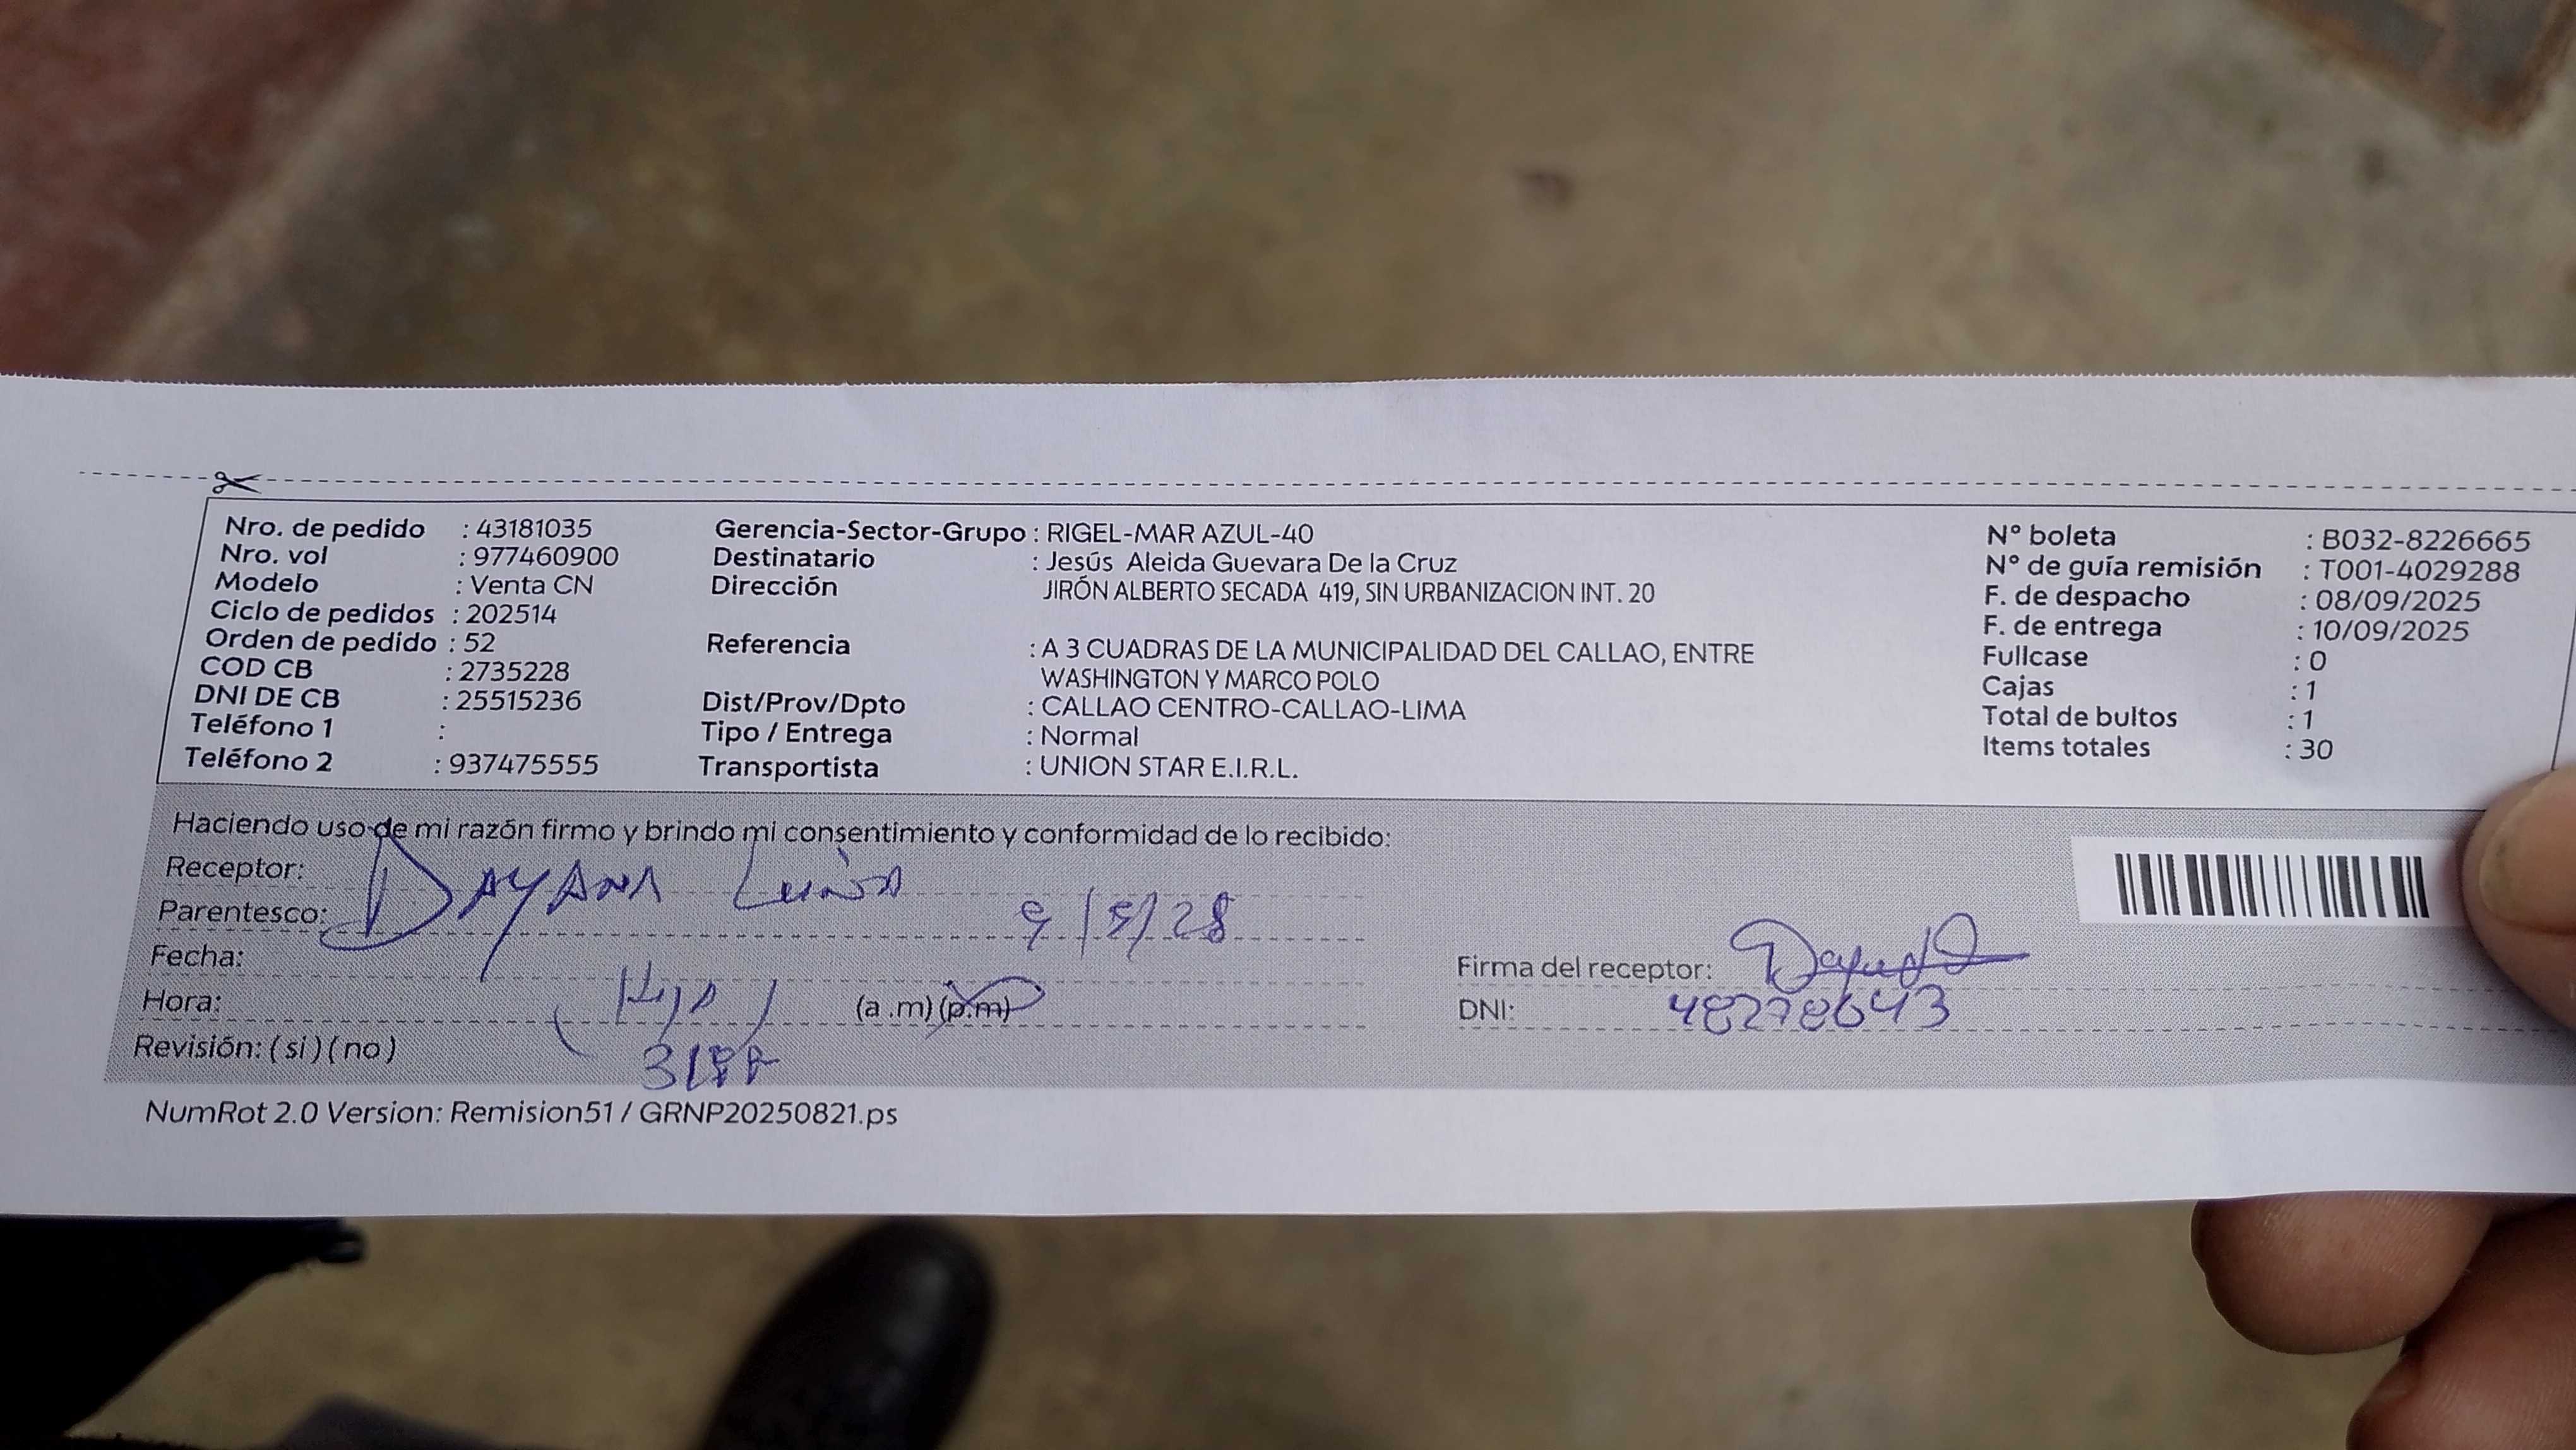 Nro. de pedido : 43181035
Nro. vol : 977460900
Modelo : Venta CN
Ciclo de pedidos : 202514
Orden de pedido : 52
COD CB : 2735228
DNI DE CB : 25515236
Teléfono 1 :
Teléfono 2 : 937475555
Gerencia-Sector-Grupo : RIGEL-MAR AZUL-40
Destinatario : Jesús Aleida Guevara De la Cruz
Dirección JIRÓN ALBERTO SECADA 419, SIN URBANIZACION INT. 20
Referencia : A 3 CUADRAS DE LA MUNICIPALIDAD DEL CALLAO, ENTRE
WASHINGTON Y MARCO POLO
Dist/Prov/Dpto : CALLAO CENTRO-CALLAO-LIMA
Tipo / Entrega : Normal
Transportista : UNION STAR E.I.R.L.
N° boleta : B032-8226665
N° de guía remisión : T001-4029288
F. de despacho : 08/09/2025
F. de entrega : 10/09/2025
Fullcase : 0
Cajas : 1
Total de bultos : 1
Items totales : 30
Haciendo uso de mi razón firmo y brindo mi consentimiento y conformidad de lo recibido:
Receptor: DAYANA
Parentesco:
Fecha:
Hora: (a .m) (p.m)
Revisión: ( si ) ( no )
Firma del receptor:
DNI: 48278643
NumRot 2.0 Version: Remision51 / GRNP20250821.ps